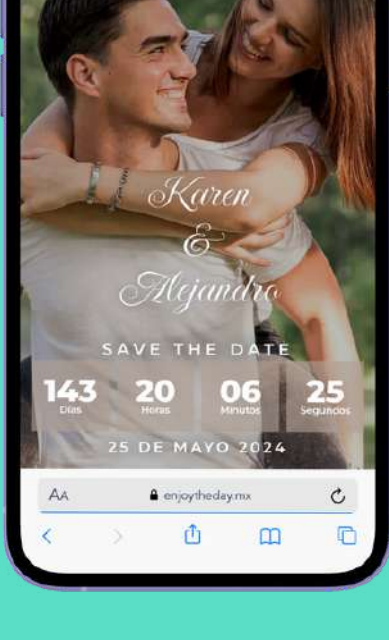 Karen
&
Alejandro
SAVE THE DATE
143 20 06 25
Días Horas Minutos Segundos
25 DE MAYO 2024
AA enjoytheday.mx